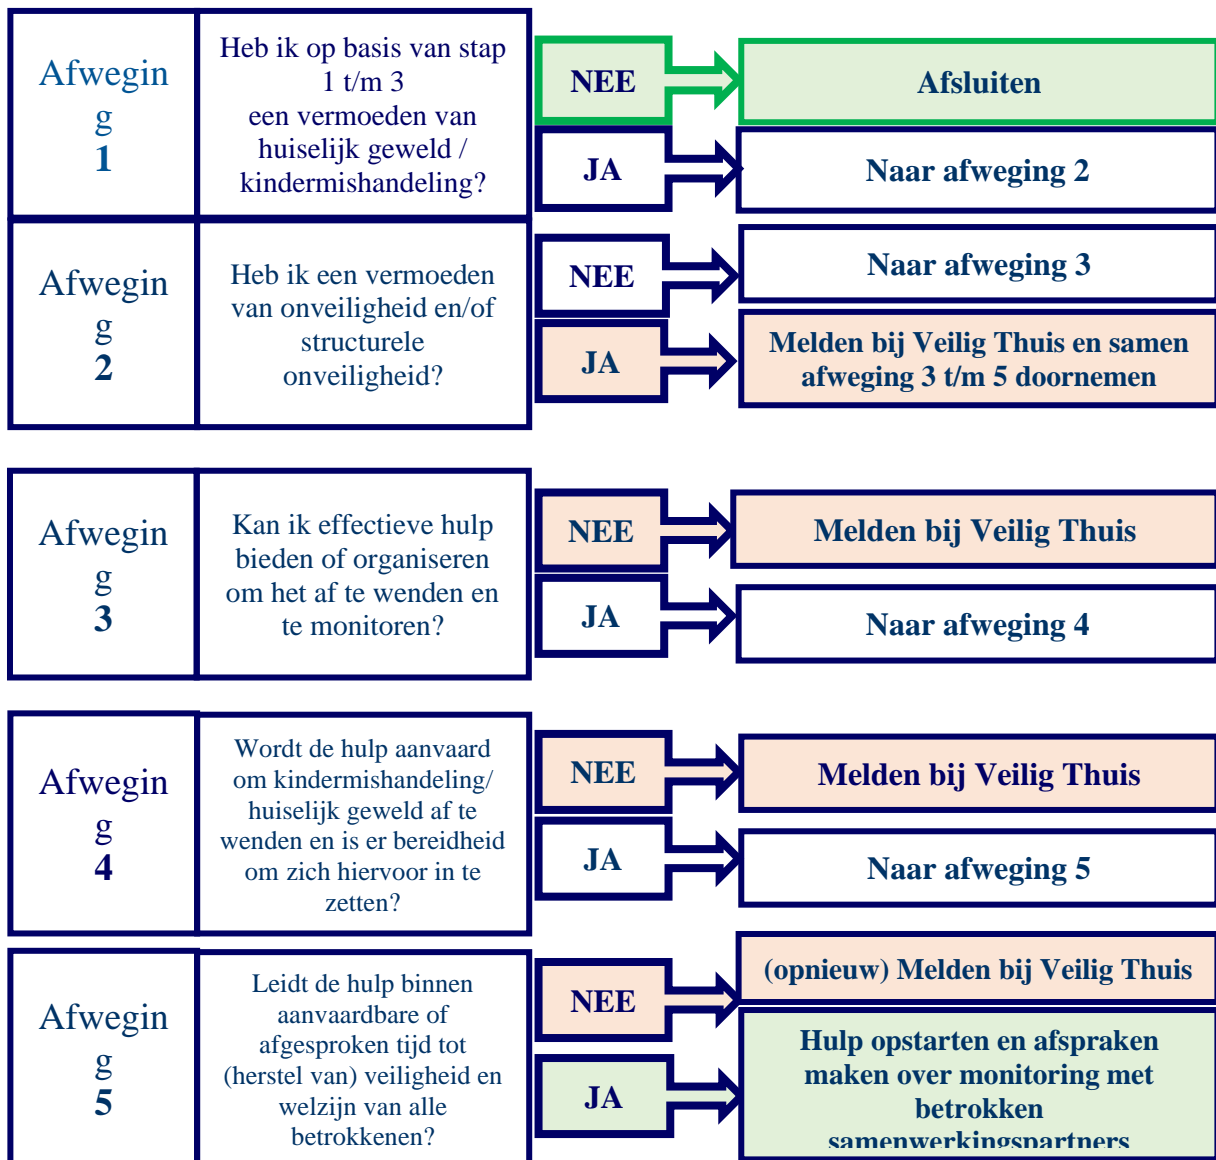 Afwegin
g
1
Heb ik op basis van stap
1 t/m 3
een vermoeden van
huiselijk geweld /
kindermishandeling?
NEE
Afsluiten
JA
Naar afweging 2
Afwegin
g
2
Heb ik een vermoeden
van onveiligheid en/of
structurele
onveiligheid?
NEE
Naar afweging 3
JA
Melden bij Veilig Thuis en samen
afweging 3 t/m 5 doornemen
Afwegin
g
3
Kan ik effectieve hulp
bieden of organiseren
om het af te wenden en
te monitoren?
NEE
Melden bij Veilig Thuis
JA
Naar afweging 4
Afwegin
g
4
Wordt de hulp aanvaard
om kindermishandeling/
huiselijk geweld af te
wenden en is er bereidheid
om zich hiervoor in te
zetten?
NEE
Melden bij Veilig Thuis
JA
Naar afweging 5
Afwegin
g
5
Leidt de hulp binnen
aanvaardbare of
afgesproken tijd tot
(herstel van) veiligheid en
welzijn van alle
betrokkenen?
NEE
(opnieuw) Melden bij Veilig Thuis
JA
Hulp opstarten en afspraken
maken over monitoring met
betrokken
samenwerkingspartners